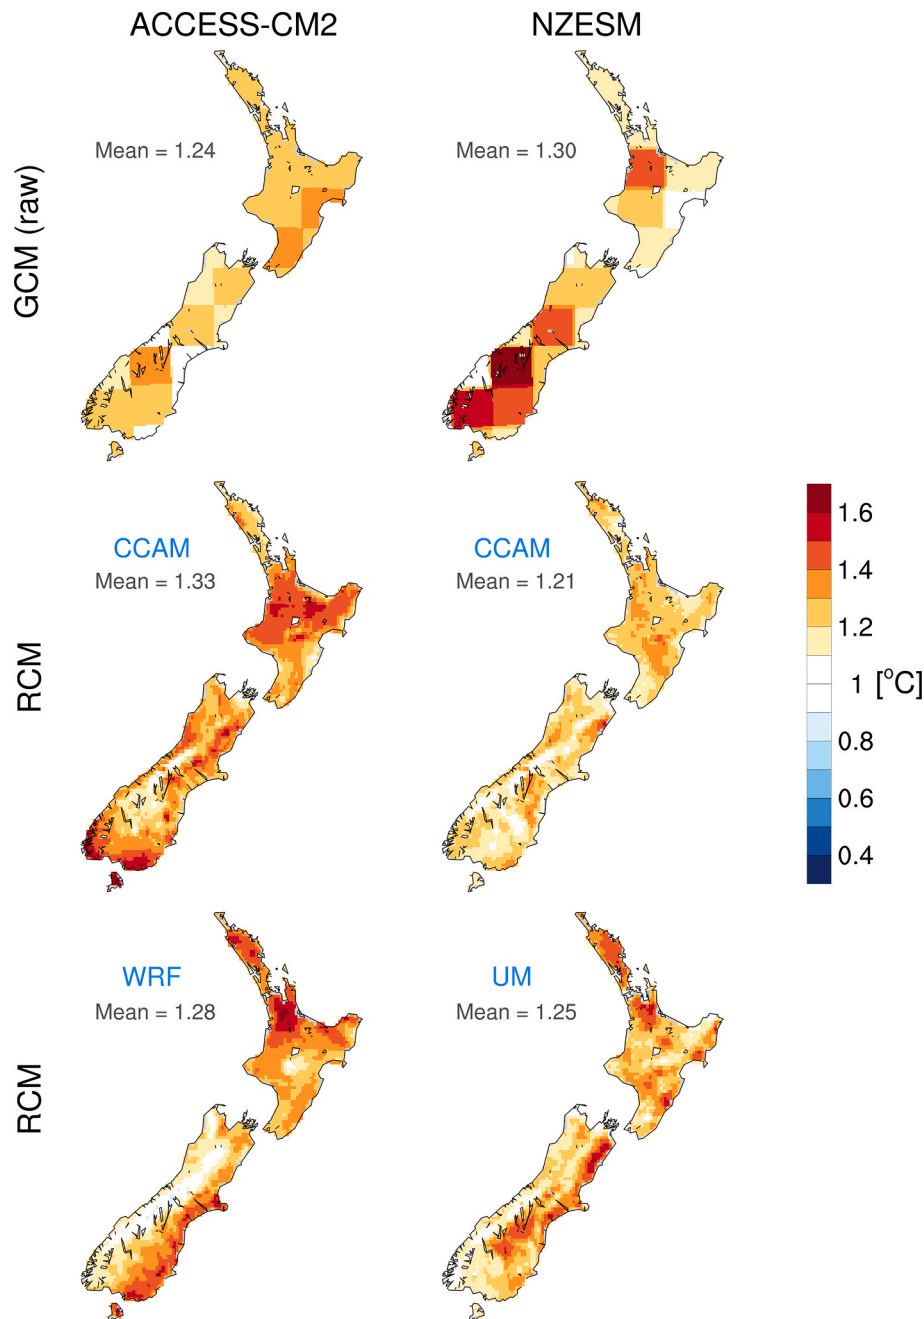 ACCESS-CM2
NZESM
GCM (raw)
Mean = 1.24
Mean = 1.30
RCM
CCAM
Mean = 1.33
CCAM
Mean = 1.21
1.6
1.4
1.2
1 [°C]
0.8
0.6
0.4
RCM
WRF
Mean = 1.28
UM
Mean = 1.25